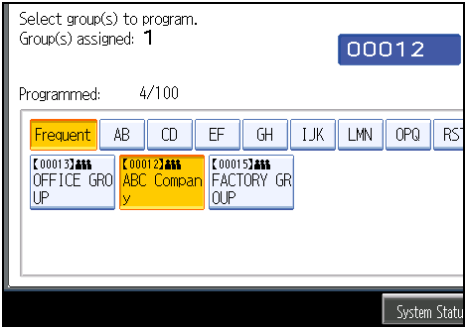 Select group(s) to program.
Group(s) assigned: 1
00012
Programmed: 4/100
Frequent AB CD EF GH IJK LMN OPQ RST
【00013】 【00012】 【00015】
OFFICE GRO ABC Compan FACTORY GR
UP y OUP
System Statu